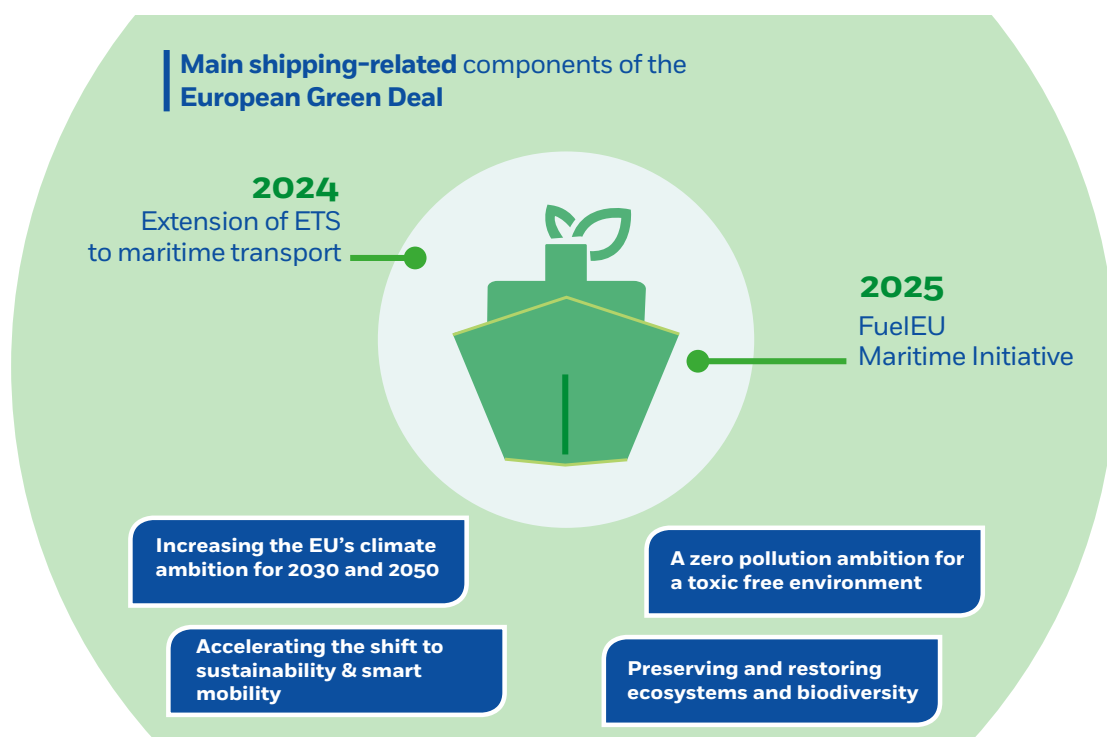 Main shipping-related components of the
European Green Deal
2024
Extension of ETS
to maritime transport
2025
FuelEU
Maritime Initiative
Increasing the EU's climate
ambition for 2030 and 2050
Accelerating the shift to
sustainability & smart
mobility
A zero pollution ambition for
a toxic free environment
Preserving and restoring
ecosystems and biodiversity